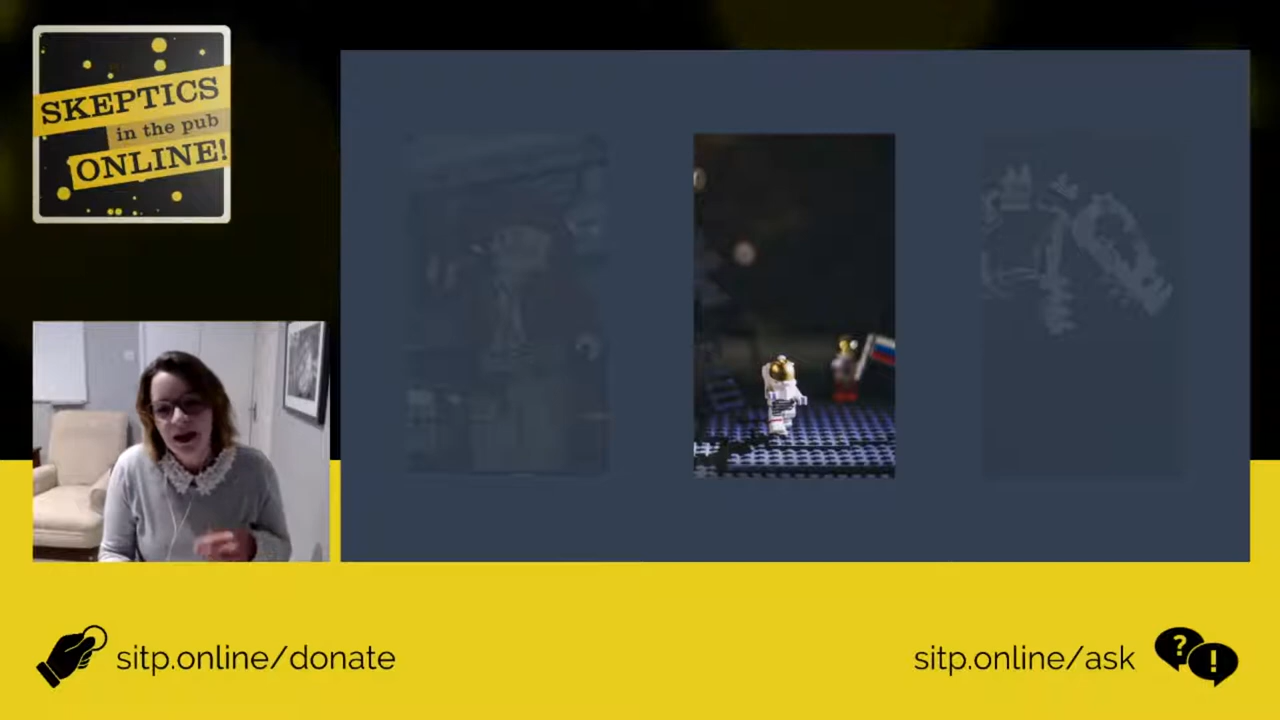 SKEPTICS
in the pub
ONLINE!
sitp.online/donate
sitp.online/ask
? !